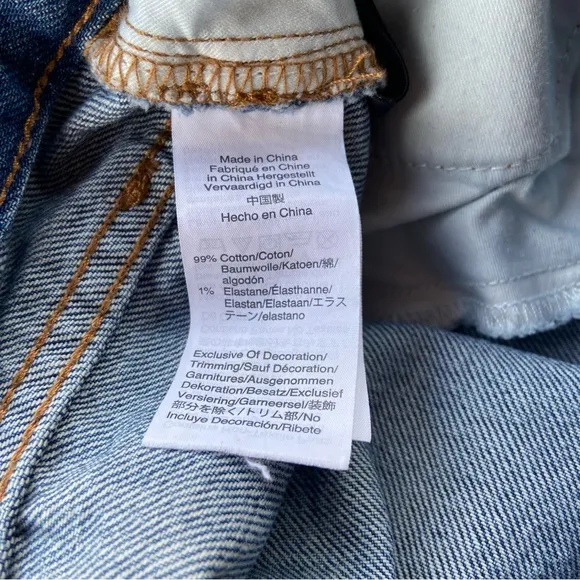 Made in China
Fabriqué en Chine
in China Hergestellt
Vervaardigd in China
中国製
Hecho en China
99% Cotton/Coton/
Baumwolle/Katoen/綿/
algodón
1% Elastane/Élasthanne/
Elastan/Elastaan/エラス
テーン/elastano
Exclusive Of Decoration/
Trimming/Sauf Décoration/
Garnitures/Ausgenommen
Dekoration/Besatz/Exclusief
Versiering/Garneersel/装飾
部分を除く/トリム部/No
Incluye Decoración/Ribete